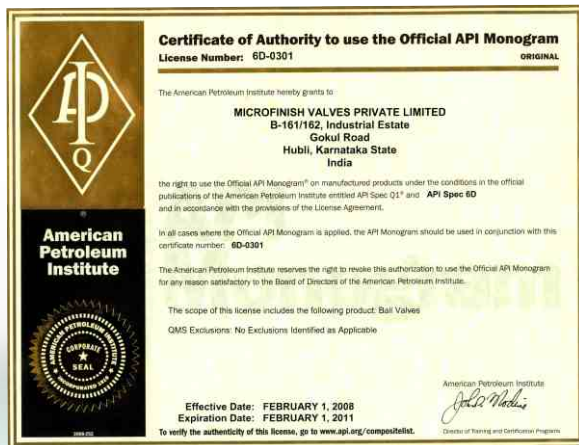 Certificate of Authority to use the Official API Monogram
License Number: 6D-0301
ORIGINAL
The American Petroleum Institute hereby grants to
MICROFINISH VALVES PRIVATE LIMITED
B-161/162, Industrial Estate
Gokul Road
Hubli, Karnataka State
India
the right to use the Official API Monogram® on manufactured products under the conditions in the official
publications of the American Petroleum Institute entitled API Spec Q1® and API Spec 6D
and in accordance with the provisions of the License Agreement.
In all cases where the Official API Monogram is applied, the API Monogram should be used in conjunction with this
certificate number: 6D-0301
The American Petroleum Institute reserves the right to revoke this authorization to use the Official API Monogram
for any reason satisfactory to the Board of Directors of the American Petroleum Institute.
The scope of this license includes the following product: Ball Valves
QMS Exclusions: No Exclusions Identified as Applicable
American Petroleum Institute
Effective Date: FEBRUARY 1, 2008
Expiration Date: FEBRUARY 1, 2011
To verify the authenticity of this license, go to www.api.org/compositelist.
Director of Training and Certification Programs
API
Q
American
Petroleum
Institute
AMERICAN PETROLEUM INSTITUTE
CORPORATE
SEAL